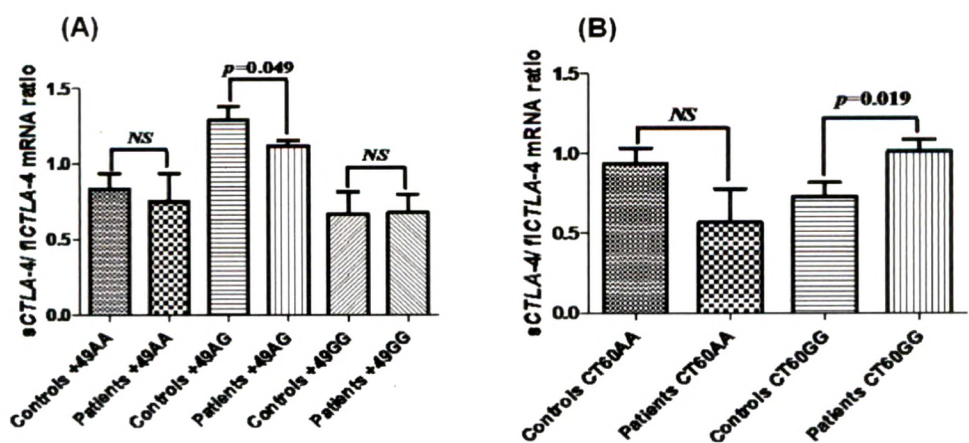 (A)
sCTLA-4/ flCTLA-4 mRNA ratio
1.5
1.0
0.5
0.0
NS
p=0.049
NS
Controls +49AA
Patients +49AA
Controls +49AG
Patients +49AG
Controls +49GG
Patients +49GG
(B)
sCTLA-4/ flCTLA-4 mRNA ratio
1.5
1.0
0.5
0.0
NS
p=0.019
Controls CT60AA
Patients CT60AA
Controls CT60GG
Patients CT60GG